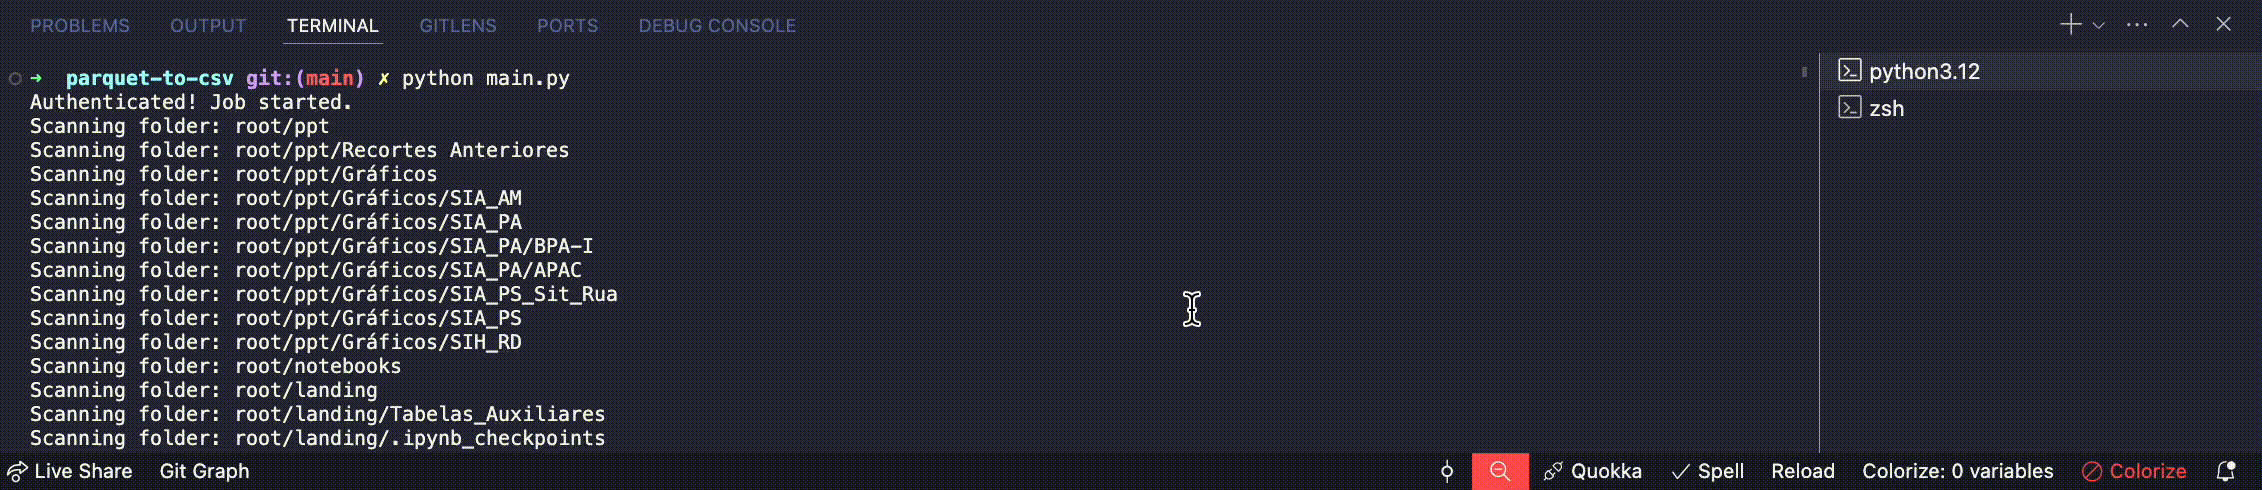 PROBLEMS OUTPUT TERMINAL GITLENS PORTS DEBUG CONSOLE
➜ parquet-to-csv git:(main) ✗ python main.py
Authenticated! Job started.
Scanning folder: root/ppt
Scanning folder: root/ppt/Recortes Anteriores
Scanning folder: root/ppt/Gráficos
Scanning folder: root/ppt/Gráficos/SIA_AM
Scanning folder: root/ppt/Gráficos/SIA_PA
Scanning folder: root/ppt/Gráficos/SIA_PA/BPA-I
Scanning folder: root/ppt/Gráficos/SIA_PA/APAC
Scanning folder: root/ppt/Gráficos/SIA_PS_Sit_Rua
Scanning folder: root/ppt/Gráficos/SIA_PS
Scanning folder: root/ppt/Gráficos/SIH_RD
Scanning folder: root/notebooks
Scanning folder: root/landing
Scanning folder: root/landing/Tabelas_Auxiliares
Scanning folder: root/landing/.ipynb_checkpoints
python3.12
zsh
Live Share Git Graph Quokka Spell Reload Colorize: 0 variables Colorize